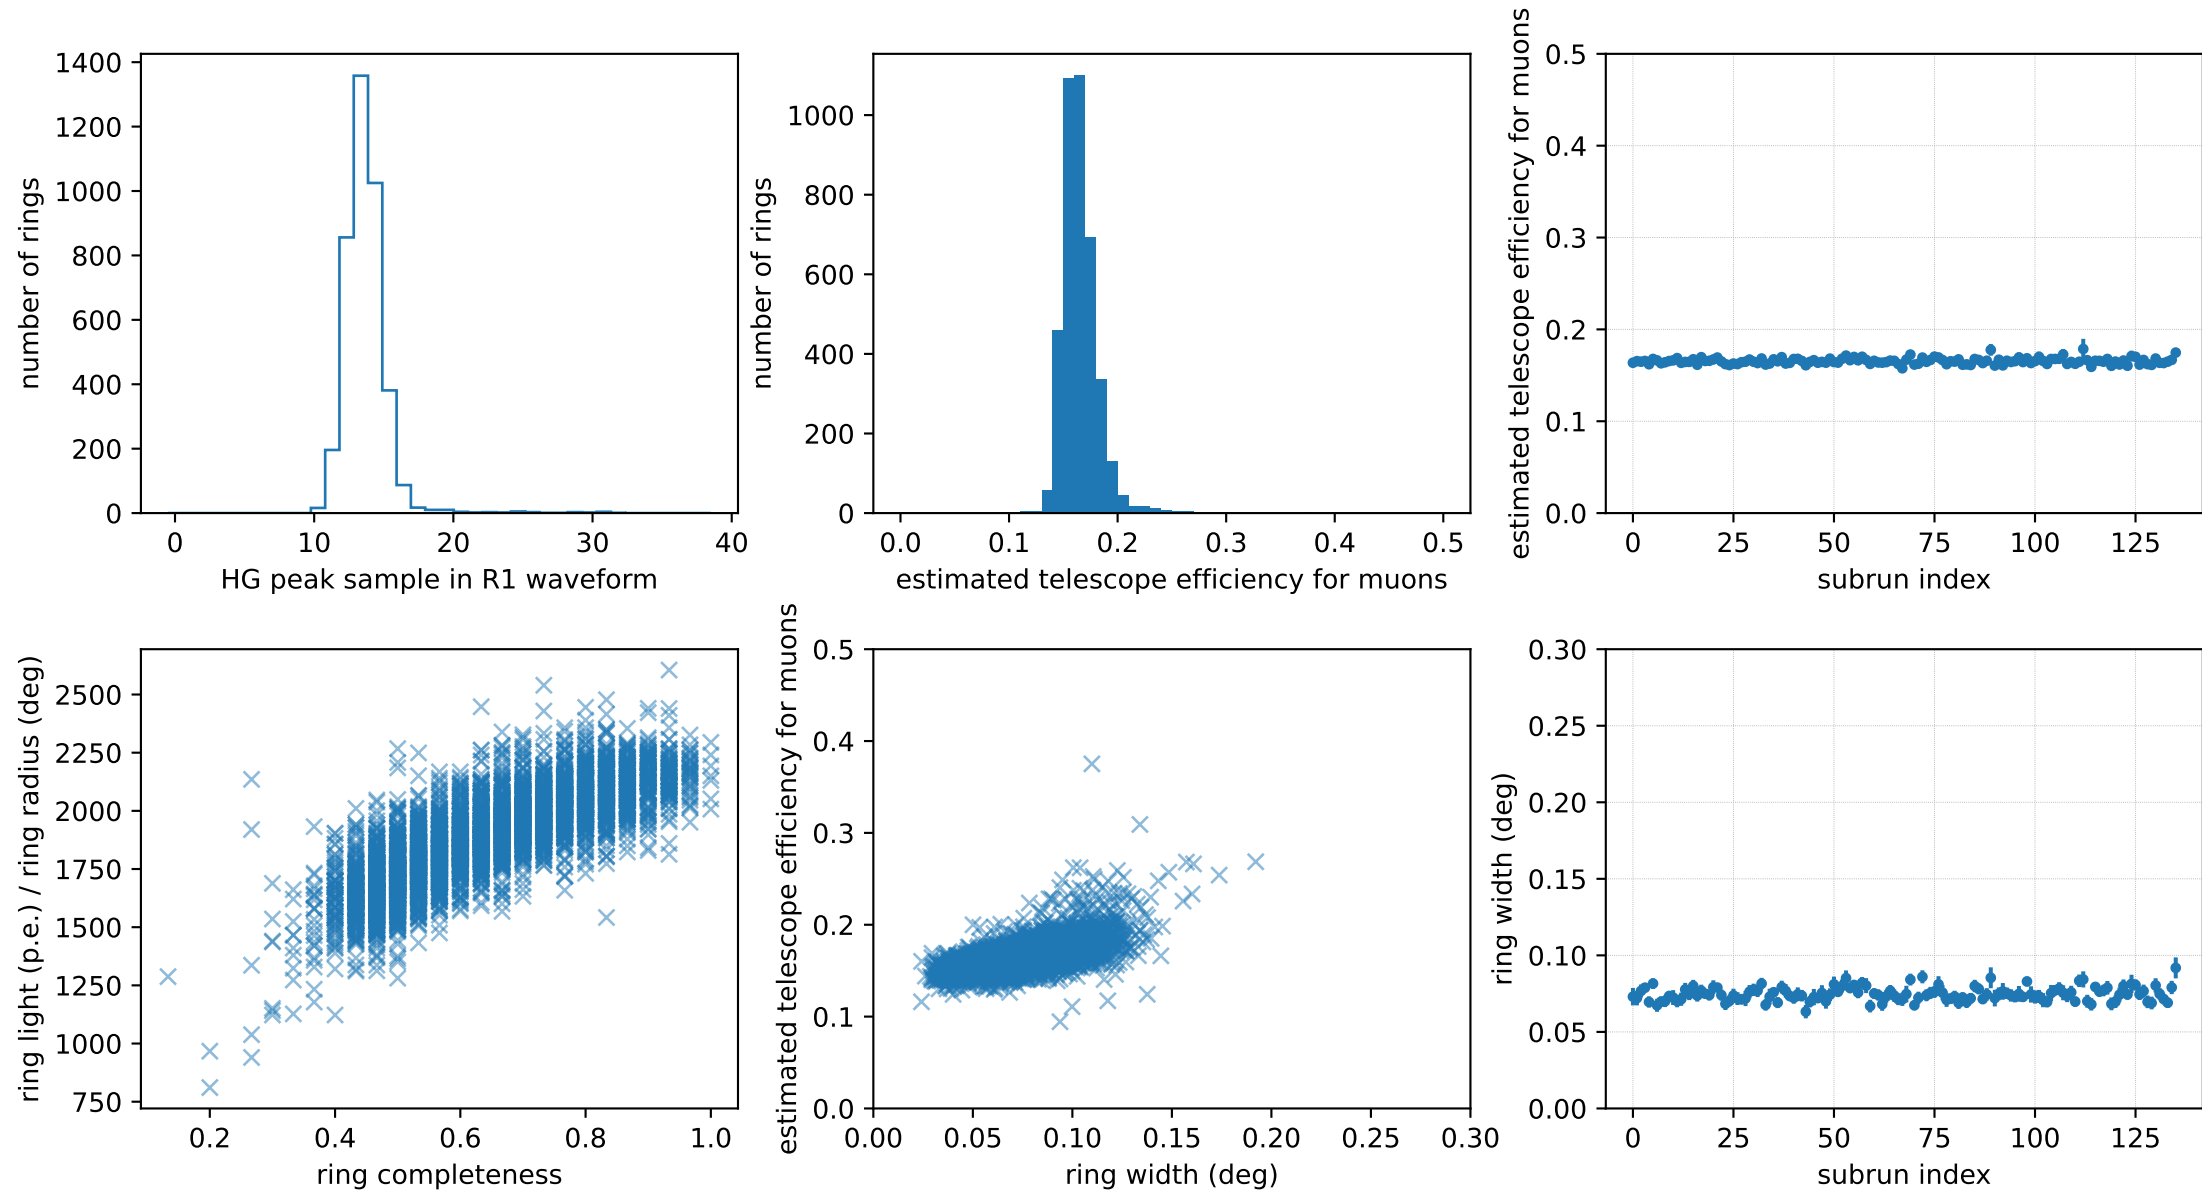 1400
1200
1000
800
600
400
200
0
number of rings
0 10 20 30 40
HG peak sample in R1 waveform
1000
800
600
400
200
0
number of rings
0.0 0.1 0.2 0.3 0.4 0.5
estimated telescope efficiency for muons
0.5
0.4
0.3
0.2
0.1
0.0
estimated telescope efficiency for muons
0 25 50 75 100 125
subrun index
2500
2250
2000
1750
1500
1250
1000
750
ring light (p.e.) / ring radius (deg)
0.2 0.4 0.6 0.8 1.0
ring completeness
0.5
0.4
0.3
0.2
0.1
0.0
estimated telescope efficiency for muons
0.00 0.05 0.10 0.15 0.20 0.25 0.30
ring width (deg)
0.30
0.25
0.20
0.15
0.10
0.05
0.00
ring width (deg)
0 25 50 75 100 125
subrun index